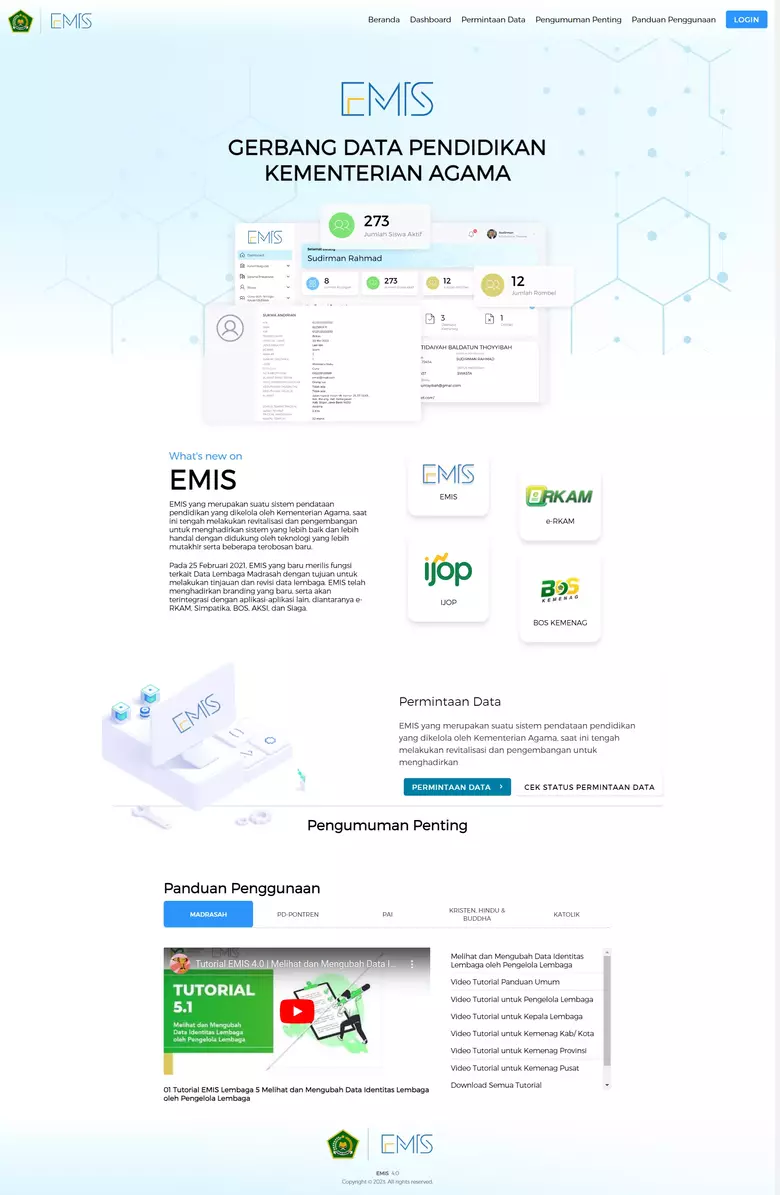 EMIS
Beranda Dashboard Permintaan Data Pengumuman Penting Panduan Penggunaan LOGIN
EMIS
GERBANG DATA PENDIDIKAN
KEMENTERIAN AGAMA
273
Jumlah Siswa Aktif
EMIS
Dashboard
Sudirman Rahmad
8
273
12
12
Jumlah Rombel
3
1
TIDAIYAH BALDATUN THOYYIBAH
SUDIRMAN RAHMAD
What's new on
EMIS
EMIS yang merupakan suatu sistem pendataan
pendidikan yang dikelola oleh Kementerian Agama, saat
ini tengah melakukan revitalisasi dan pengembangan
untuk menghadirkan sistem yang lebih baik dan lebih
handal dengan didukung oleh teknologi yang lebih
mutakhir serta beberapa terobosan baru.
Pada 25 Februari 2021, EMIS yang baru merilis fungsi
terkait Data Lembaga Madrasah dengan tujuan untuk
melakukan tinjauan dan revisi data lembaga. EMIS telah
menghadirkan branding yang baru, serta akan
terintegrasi dengan aplikasi-aplikasi lain, diantaranya e-
RKAM, Simpatika, BOS, AKSI, dan Siaga.
EMIS
EMIS
eRKAM
e-RKAM
ijop
IJOP
BOS
KEMENAG
BOS KEMENAG
EMIS
Permintaan Data
EMIS yang merupakan suatu sistem pendataan pendidikan
yang dikelola oleh Kementerian Agama, saat ini tengah
melakukan revitalisasi dan pengembangan untuk
menghadirkan
PERMINTAAN DATA
CEK STATUS PERMINTAAN DATA
Pengumuman Penting
Panduan Penggunaan
MADRASAH
PD-PONTREN
PAI
KRISTEN, HINDU &
BUDDHA
KATOLIK
Tutorial EMIS 4.0 | Melihat dan Mengubah Data I...
TUTORIAL
5.1
Melihat dan Mengubah
Data Identitas Lembaga
oleh Pengelola Lembaga
01 Tutorial EMIS Lembaga 5 Melihat dan Mengubah Data Identitas Lembaga
oleh Pengelola Lembaga
Melihat dan Mengubah Data Identitas
Lembaga oleh Pengelola Lembaga
Video Tutorial Panduan Umum
Video Tutorial untuk Pengelola Lembaga
Video Tutorial untuk Kepala Lembaga
Video Tutorial untuk Kemenag Kab/ Kota
Video Tutorial untuk Kemenag Provinsi
Video Tutorial untuk Kemenag Pusat
Download Semua Tutorial
EMIS
EMIS 4.0
Copyright © 2023. All rights reserved.